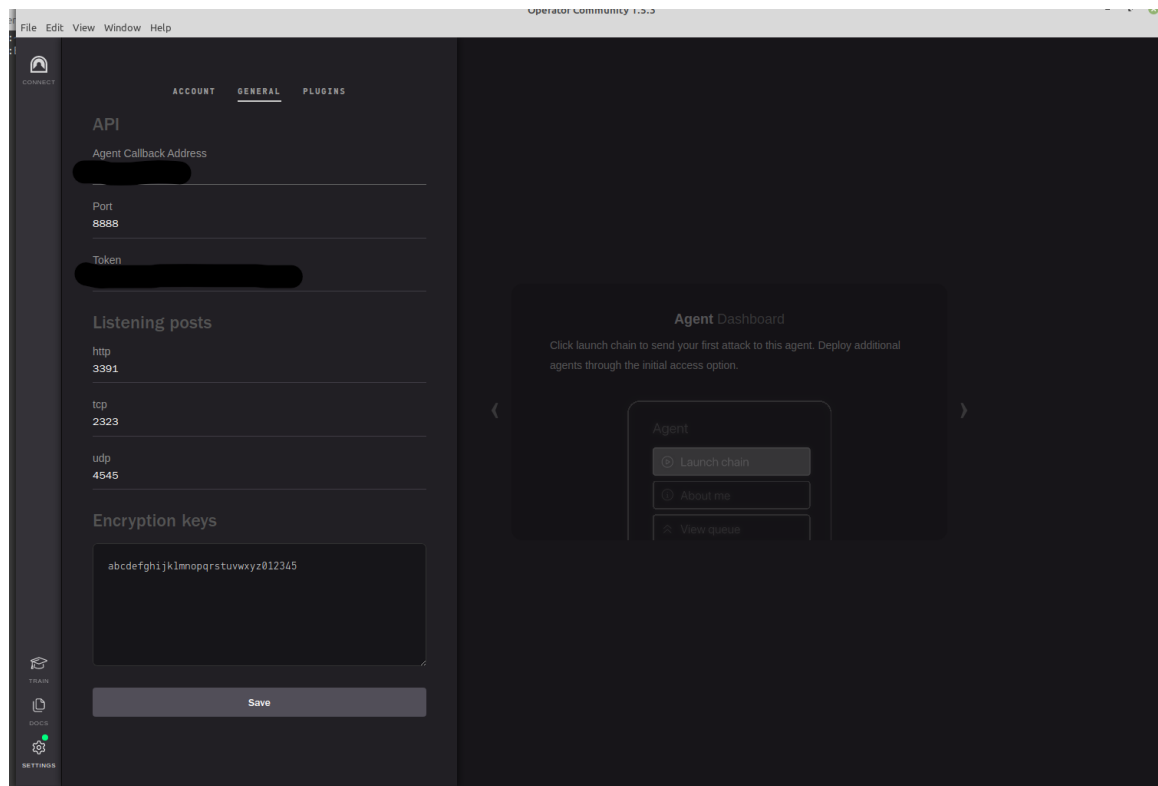 Operator Community 1.5.3
File Edit View Window Help
CONNECT
ACCOUNT GENERAL PLUGINS
API
Agent Callback Address
Port
8888
Token
Listening posts
http
3391
tcp
2323
udp
4545
Encryption keys
abcdefghijklmnopqrstuvwxyz012345
Save
Agent Dashboard
Click launch chain to send your first attack to this agent. Deploy additional
agents through the initial access option.
Agent
Launch chain
About me
View queue
TRAIN
DOCS
SETTINGS